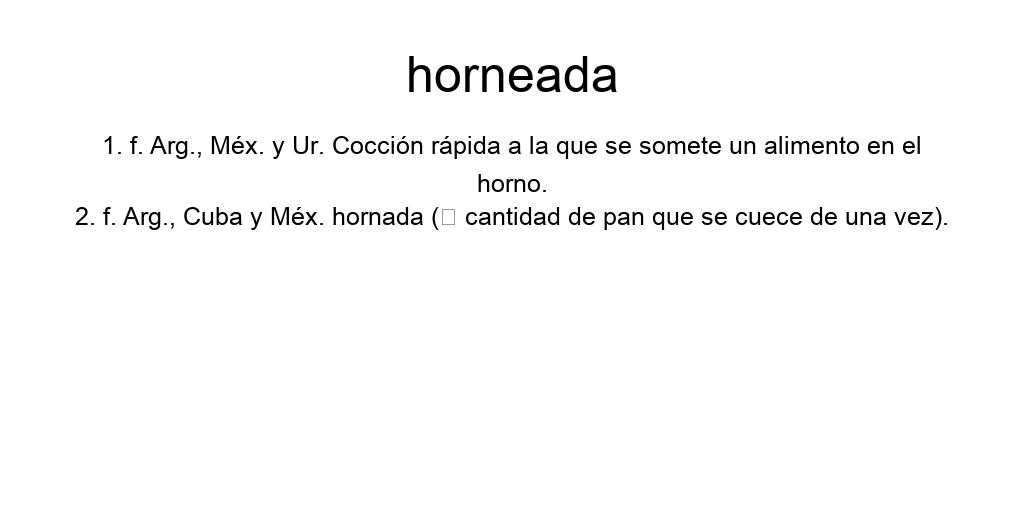 horneada
1. f. Arg., Méx. y Ur. Cocción rápida a la que se somete un alimento en el
horno.
2. f. Arg., Cuba y Méx. hornada (□ cantidad de pan que se cuece de una vez).